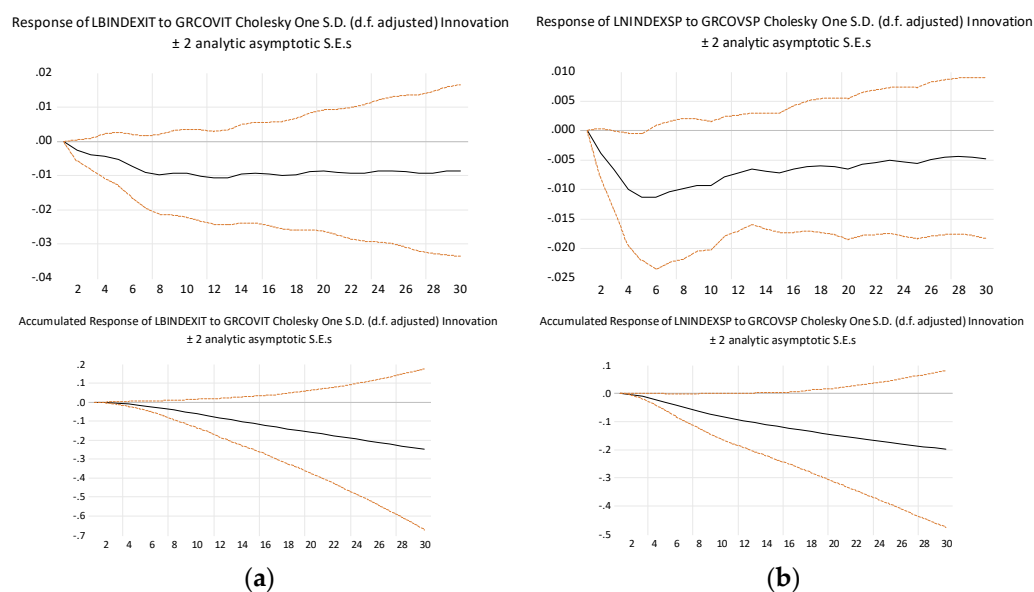 Response of LBINDEXIT to GRCOVIT Cholesky One S.D. (d.f. adjusted) Innovation
± 2 analytic asymptotic S.E.s
.02
.01
.00
-.01
-.02
-.03
-.04
2 4 6 8 10 12 14 16 18 20 22 24 26 28 30
Accumulated Response of LBINDEXIT to GRCOVIT Cholesky One S.D. (d.f. adjusted) Innovation
± 2 analytic asymptotic S.E.s
.2
.1
.0
-.1
-.2
-.3
-.4
-.5
-.6
-.7
2 4 6 8 10 12 14 16 18 20 22 24 26 28 30
(a)
Response of LNINDEXSP to GRCOVSP Cholesky One S.D. (d.f. adjusted) Innovation
± 2 analytic asymptotic S.E.s
.010
.005
.000
-.005
-.010
-.015
-.020
-.025
2 4 6 8 10 12 14 16 18 20 22 24 26 28 30
Accumulated Response of LNINDEXSP to GRCOVSP Cholesky One S.D. (d.f. adjusted) Innovation
± 2 analytic asymptotic S.E.s
.1
.0
-.1
-.2
-.3
-.4
-.5
2 4 6 8 10 12 14 16 18 20 22 24 26 28 30
(b)